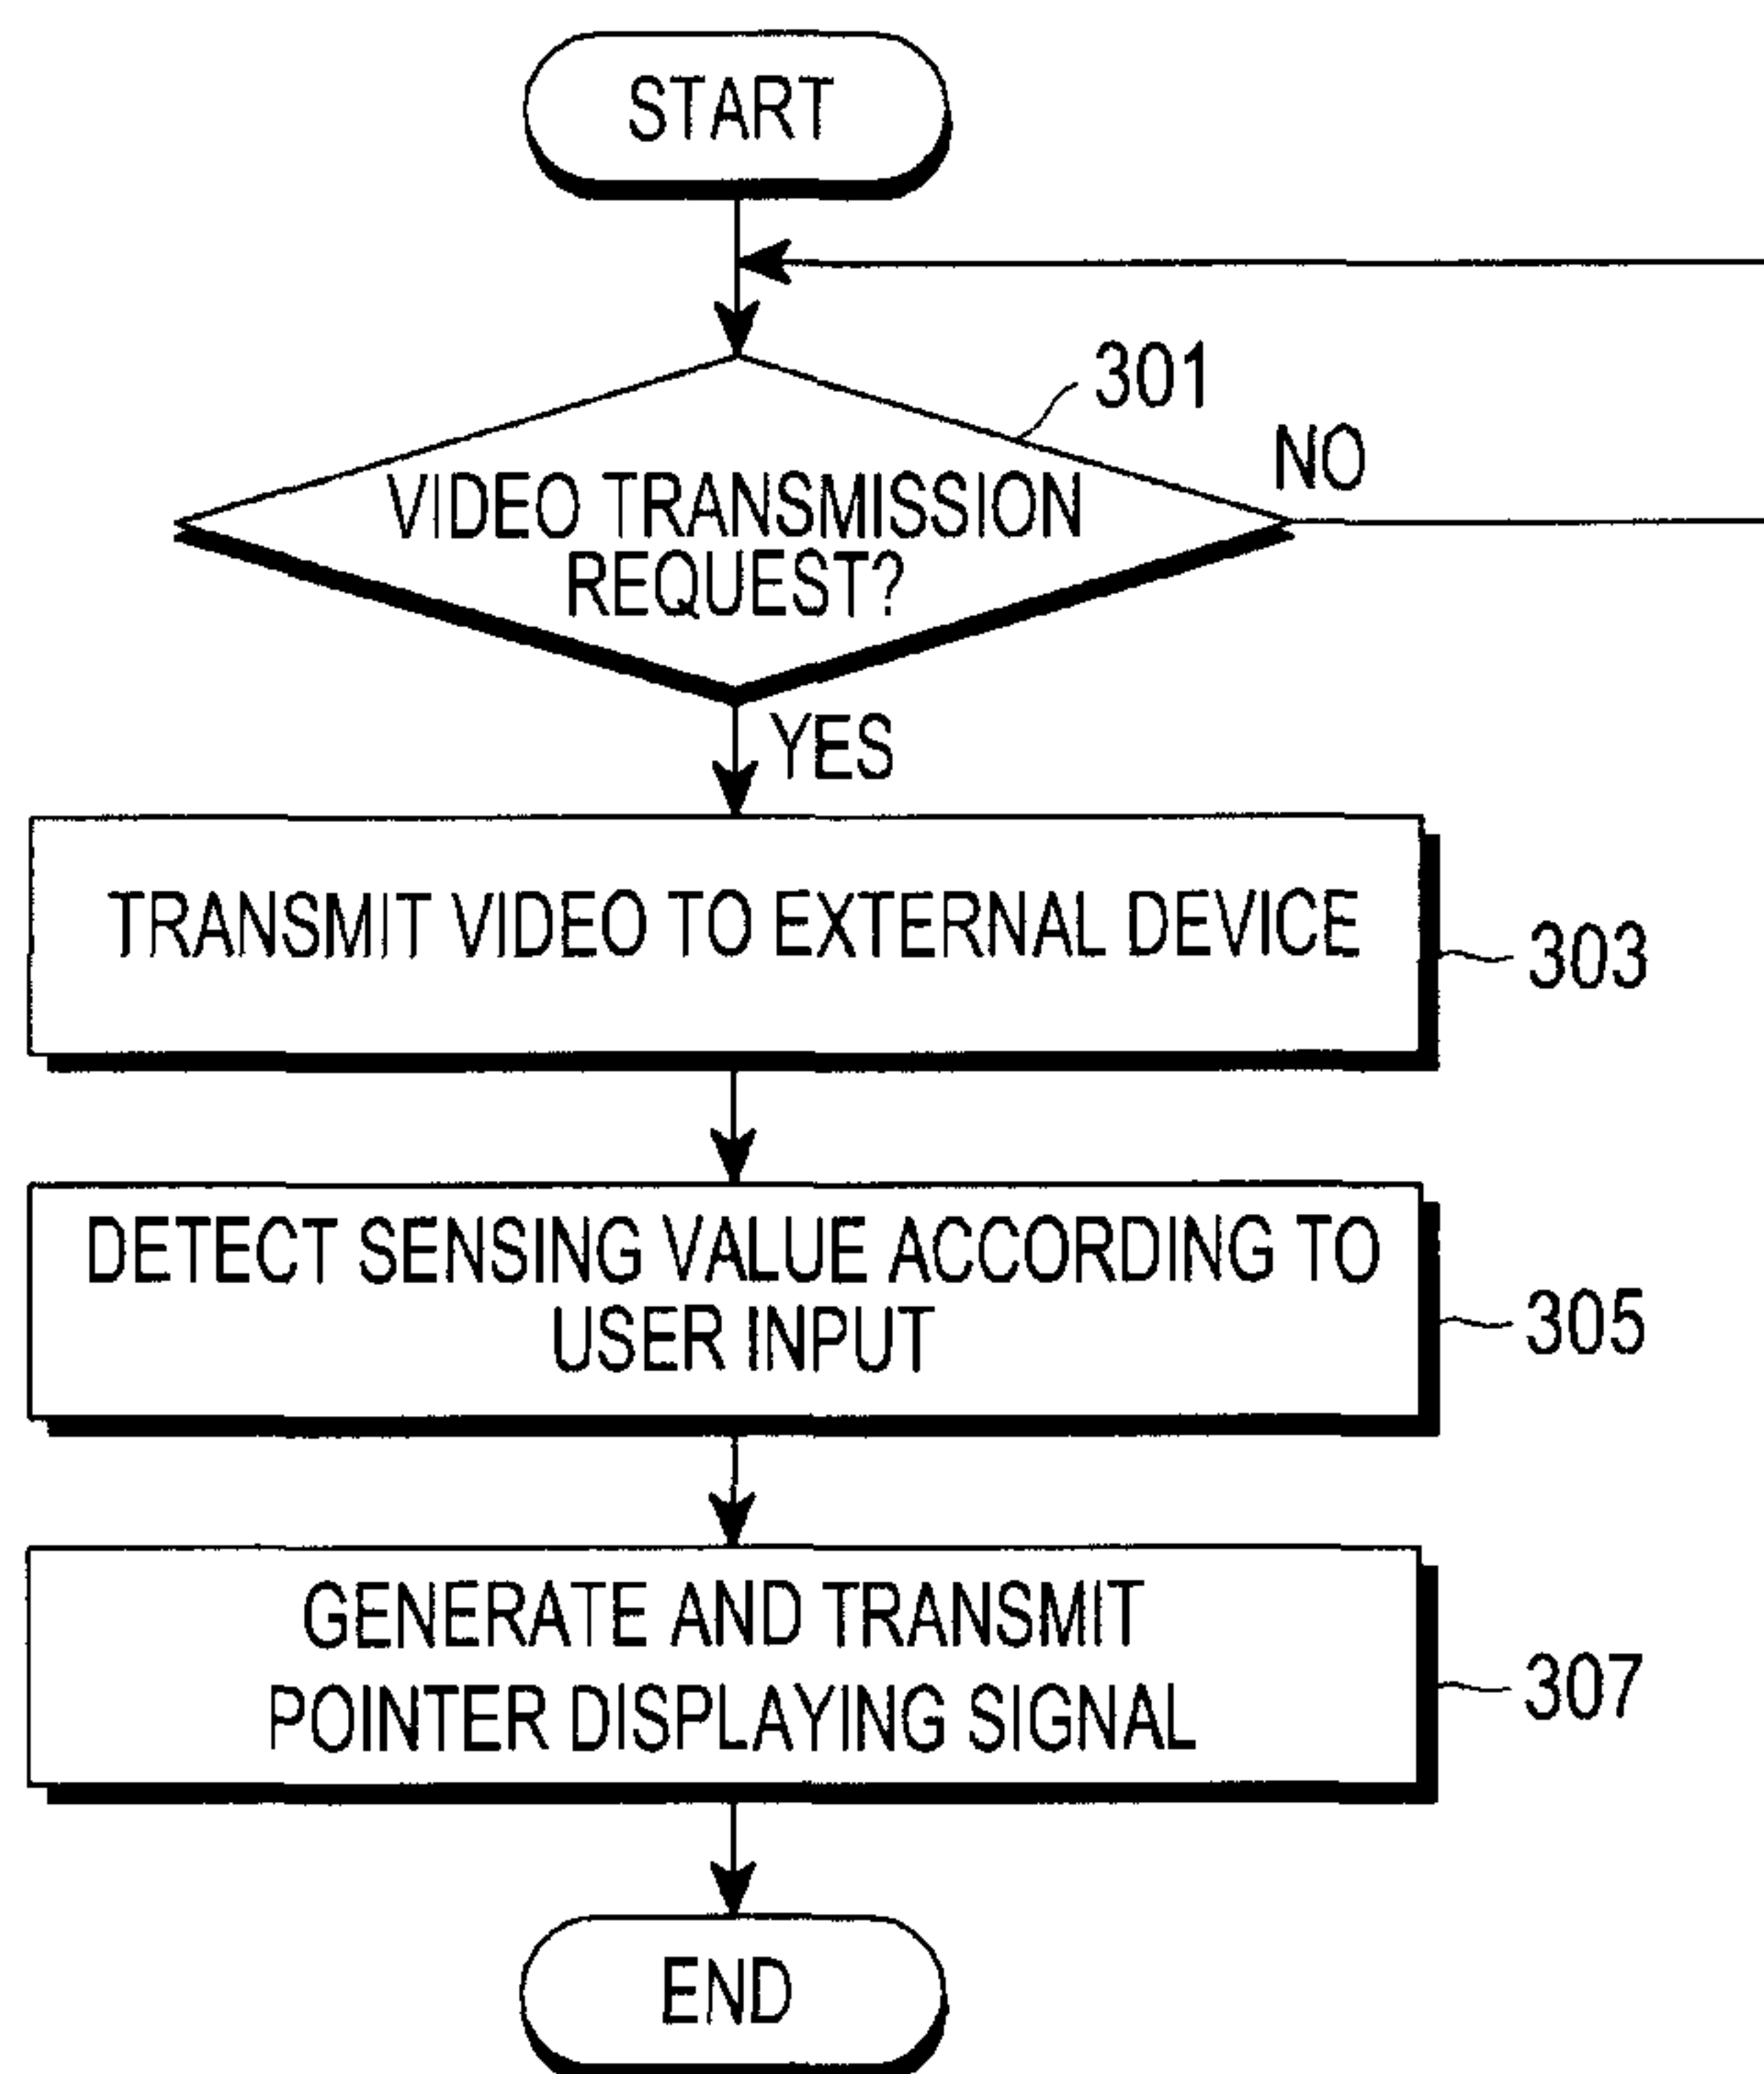 START
301
NO
VIDEO TRANSMISSION
REQUEST?
YES
TRANSMIT VIDEO TO EXTERNAL DEVICE
303
DETECT SENSING VALUE ACCORDING TO
USER INPUT
305
GENERATE AND TRANSMIT
POINTER DISPLAYING SIGNAL
307
END